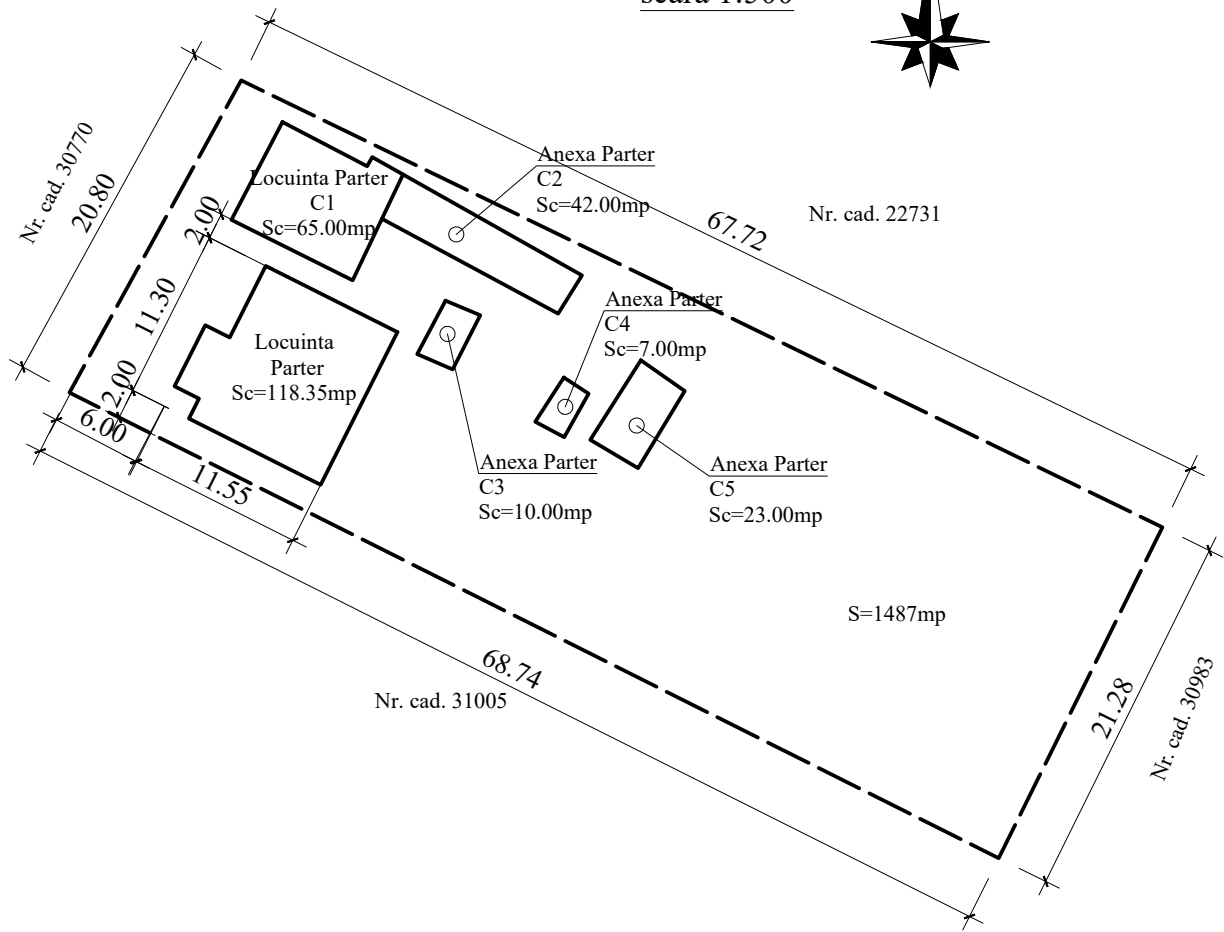 scara 1:500
Nr. cad. 30770
20.80
2.00
11.30
2.00
6.00
11.55
Locuinta Parter
C1
Sc=65.00mp
Anexa Parter
C2
Sc=42.00mp
67.72
Nr. cad. 22731
Locuinta
Parter
Sc=118.35mp
Anexa Parter
C4
Sc=7.00mp
Anexa Parter
C3
Sc=10.00mp
Anexa Parter
C5
Sc=23.00mp
S=1487mp
68.74
Nr. cad. 31005
21.28
Nr. cad. 30983